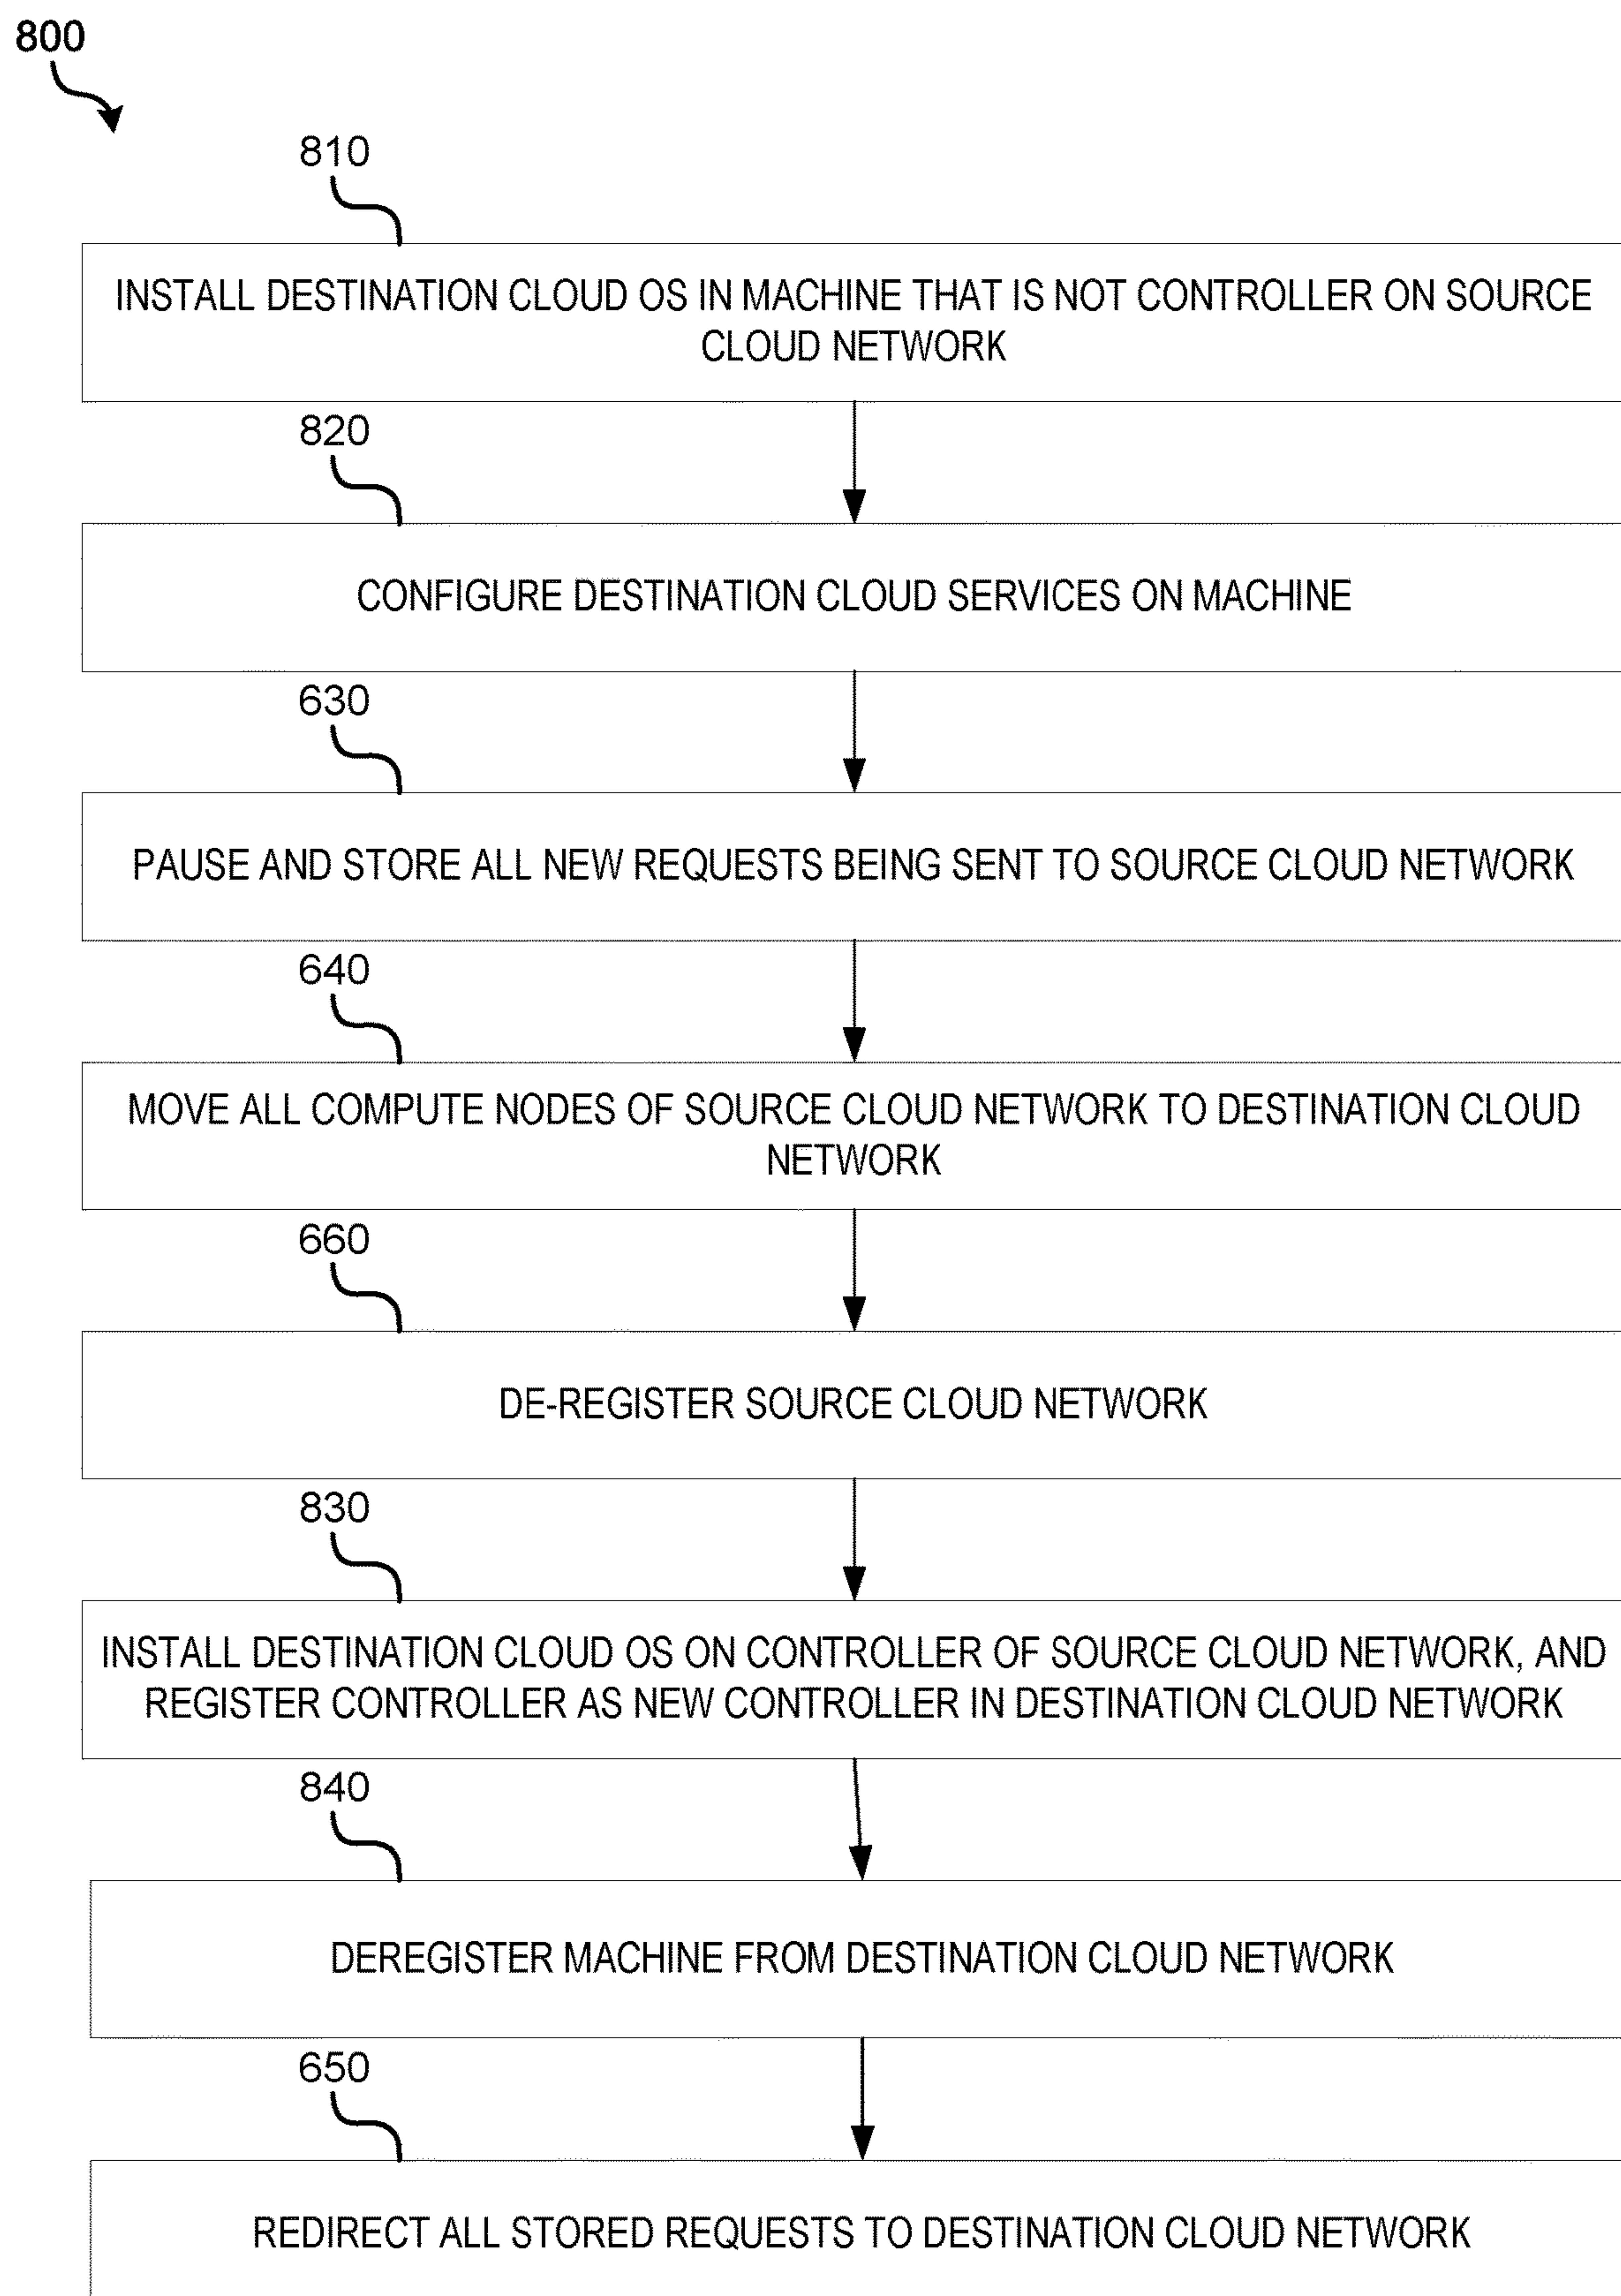 800
810
INSTALL DESTINATION CLOUD OS IN MACHINE THAT IS NOT CONTROLLER ON SOURCE
CLOUD NETWORK
820
CONFIGURE DESTINATION CLOUD SERVICES ON MACHINE
630
PAUSE AND STORE ALL NEW REQUESTS BEING SENT TO SOURCE CLOUD NETWORK
640
MOVE ALL COMPUTE NODES OF SOURCE CLOUD NETWORK TO DESTINATION CLOUD
NETWORK
660
DE-REGISTER SOURCE CLOUD NETWORK
830
INSTALL DESTINATION CLOUD OS ON CONTROLLER OF SOURCE CLOUD NETWORK, AND
REGISTER CONTROLLER AS NEW CONTROLLER IN DESTINATION CLOUD NETWORK
840
DEREGISTER MACHINE FROM DESTINATION CLOUD NETWORK
650
REDIRECT ALL STORED REQUESTS TO DESTINATION CLOUD NETWORK